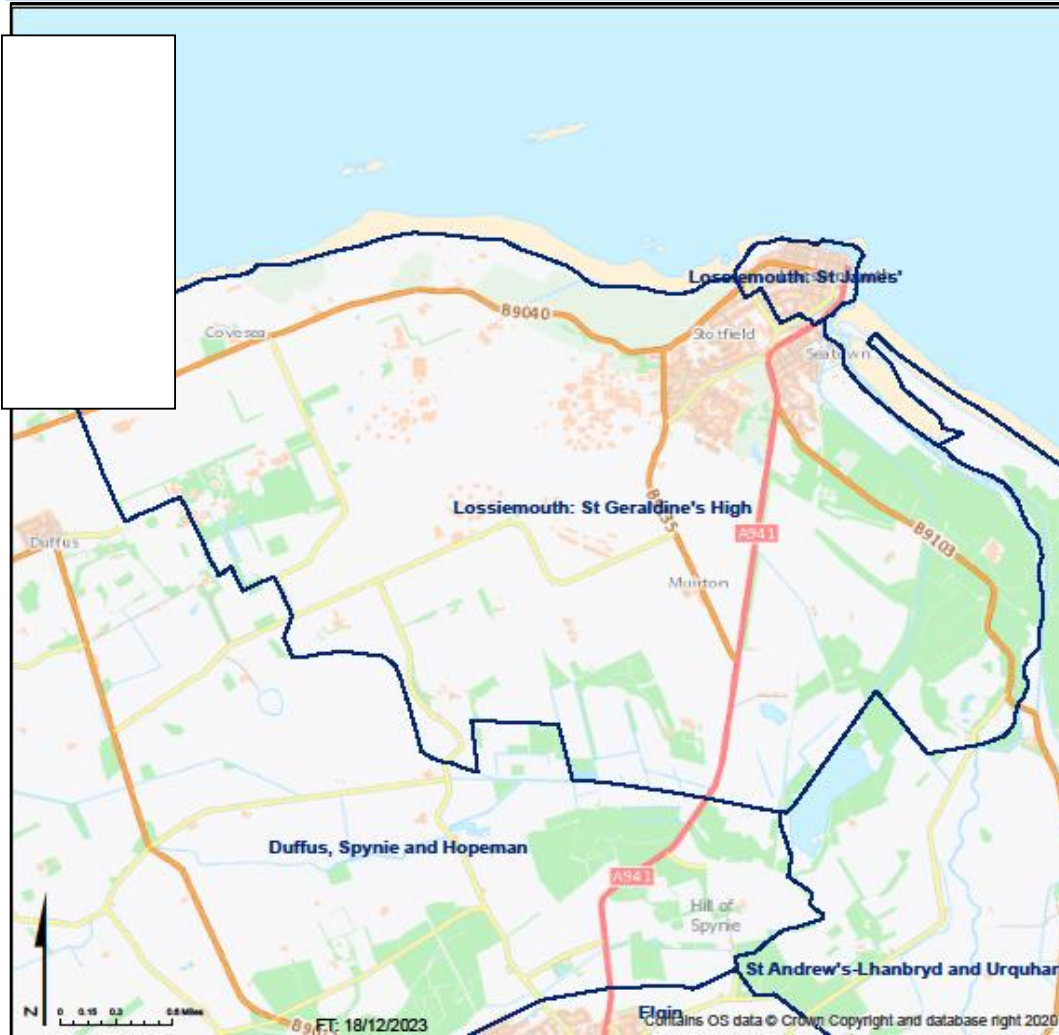 Lossiemouth: St James'
Covesea
B9040
Stotfield
Seatown
Lossiemouth: St Geraldine's High
B9135
A941
B9103
Duffus
Muirton
Duffus, Spynie and Hopeman
A941
Hill of
Spynie
St Andrew's-Lhanbryd and Urquhar
Elgin
N
0 0.15 0.3 0.6 Miles
FT: 18/12/2023
Contains OS data © Crown Copyright and database right 2020